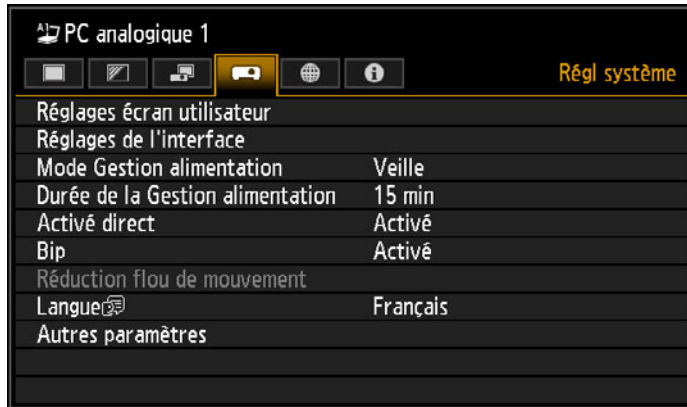 PC analogique 1
Régl système
Réglages écran utilisateur
Réglages de l'interface
Mode Gestion alimentation Veille
Durée de la Gestion alimentation 15 min
Activé direct Activé
Bip Activé
Réduction flou de mouvement
Langue Français
Autres paramètres